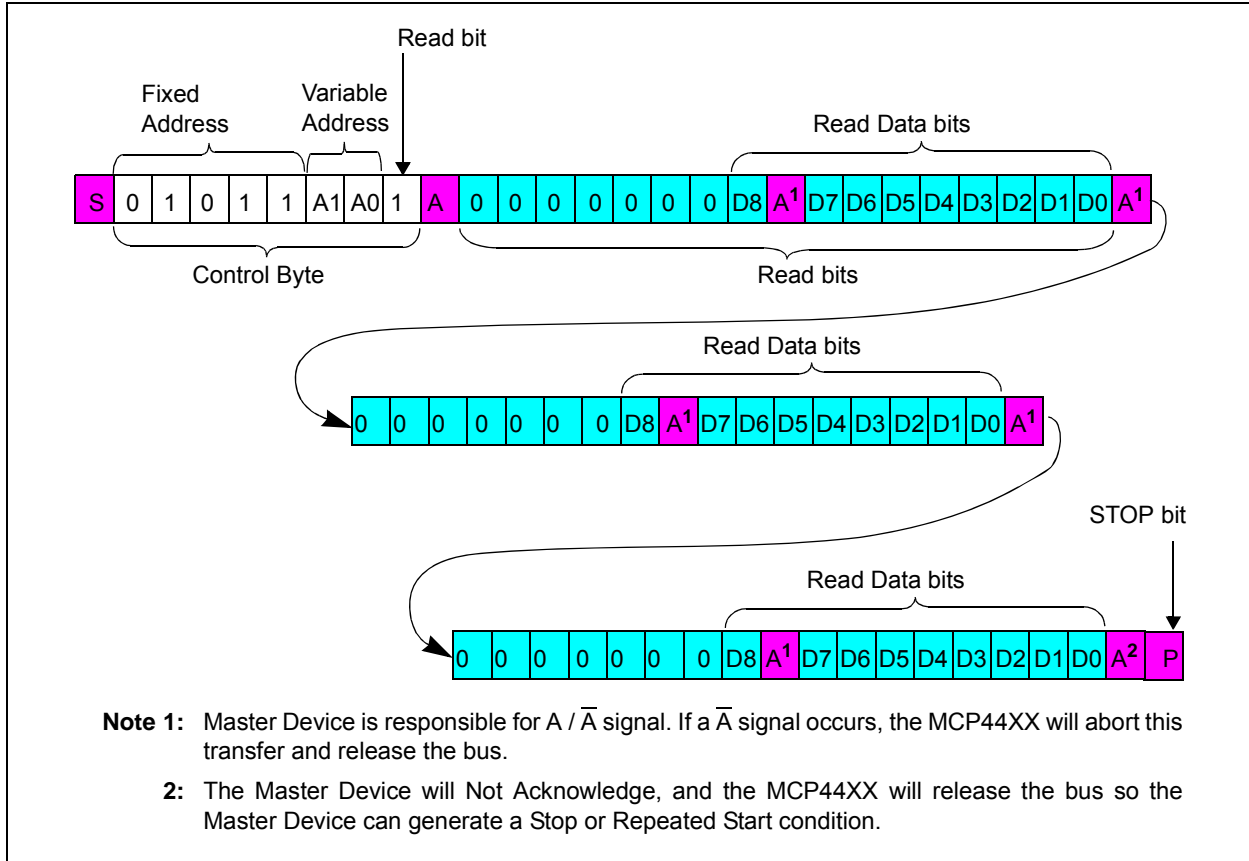 Read bit
Fixed Address
Variable Address
Read Data bits
S 0 1 0 1 1 A1 A0 1 A 0 0 0 0 0 0 0 D8 A¹ D7 D6 D5 D4 D3 D2 D1 D0 A¹
Control Byte
Read bits
Read Data bits
0 0 0 0 0 0 0 D8 A¹ D7 D6 D5 D4 D3 D2 D1 D0 A¹
STOP bit
Read Data bits
0 0 0 0 0 0 0 D8 A¹ D7 D6 D5 D4 D3 D2 D1 D0 A² P
Note 1: Master Device is responsible for A / A̅ signal. If a A̅ signal occurs, the MCP44XX will abort this
transfer and release the bus.
2: The Master Device will Not Acknowledge, and the MCP44XX will release the bus so the
Master Device can generate a Stop or Repeated Start condition.